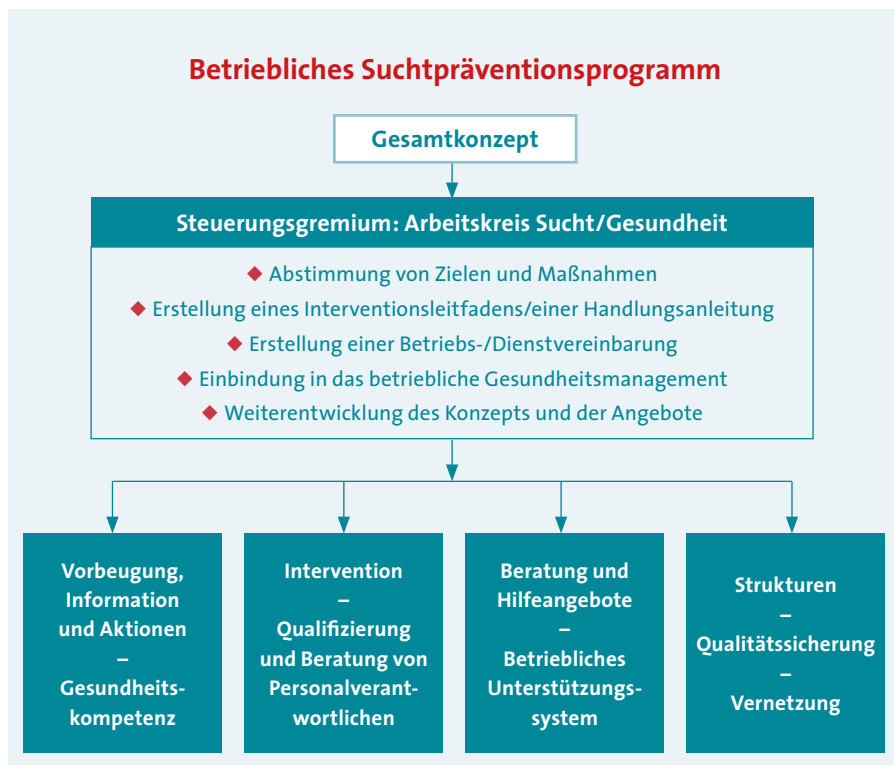 Betriebliches Suchtpräventionsprogramm
Gesamtkonzept
Steuerungsgremium: Arbeitskreis Sucht/Gesundheit
◆ Abstimmung von Zielen und Maßnahmen
◆ Erstellung eines Interventionsleitfadens/einer Handlungsanleitung
◆ Erstellung einer Betriebs-/Dienstvereinbarung
◆ Einbindung in das betriebliche Gesundheitsmanagement
◆ Weiterentwicklung des Konzepts und der Angebote
Vorbeugung,
Information
und Aktionen
–
Gesundheits-
kompetenz
Intervention
–
Qualifizierung
und Beratung von
Personalverant-
wortlichen
Beratung und
Hilfeangebote
–
Betriebliches
Unterstützungs-
system
Strukturen
–
Qualitätssicherung
–
Vernetzung